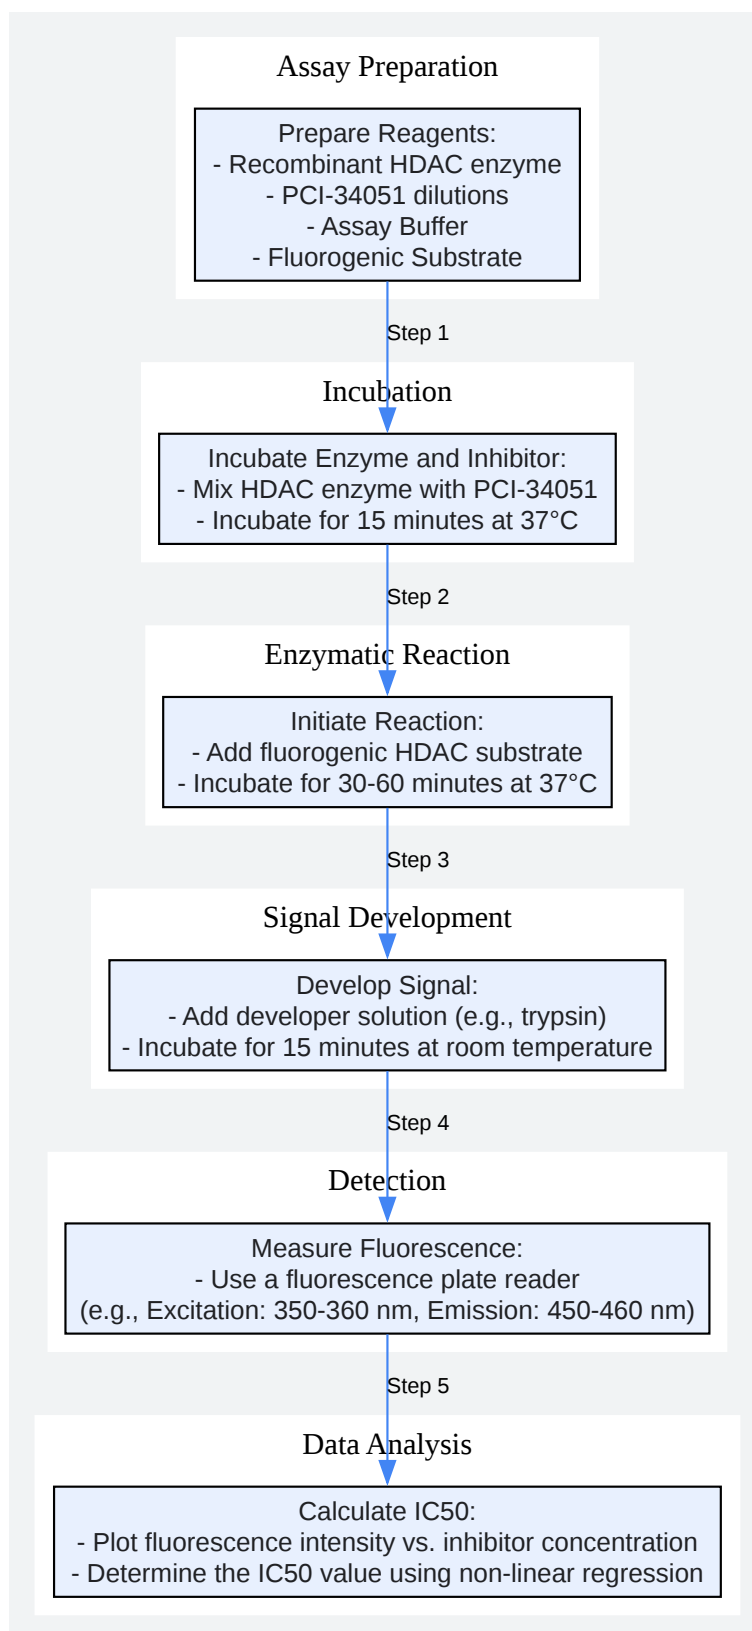 Assay Preparation
Prepare Reagents:
- Recombinant HDAC enzyme
- PCI-34051 dilutions
- Assay Buffer
- Fluorogenic Substrate
Step 1
Incubation
Incubate Enzyme and Inhibitor:
- Mix HDAC enzyme with PCI-34051
- Incubate for 15 minutes at 37°C
Step 2
Enzymatic Reaction
Initiate Reaction:
- Add fluorogenic HDAC substrate
- Incubate for 30-60 minutes at 37°C
Step 3
Signal Development
Develop Signal:
- Add developer solution (e.g., trypsin)
- Incubate for 15 minutes at room temperature
Step 4
Detection
Measure Fluorescence:
- Use a fluorescence plate reader
(e.g., Excitation: 350-360 nm, Emission: 450-460 nm)
Step 5
Data Analysis
Calculate IC50:
- Plot fluorescence intensity vs. inhibitor concentration
- Determine the IC50 value using non-linear regression